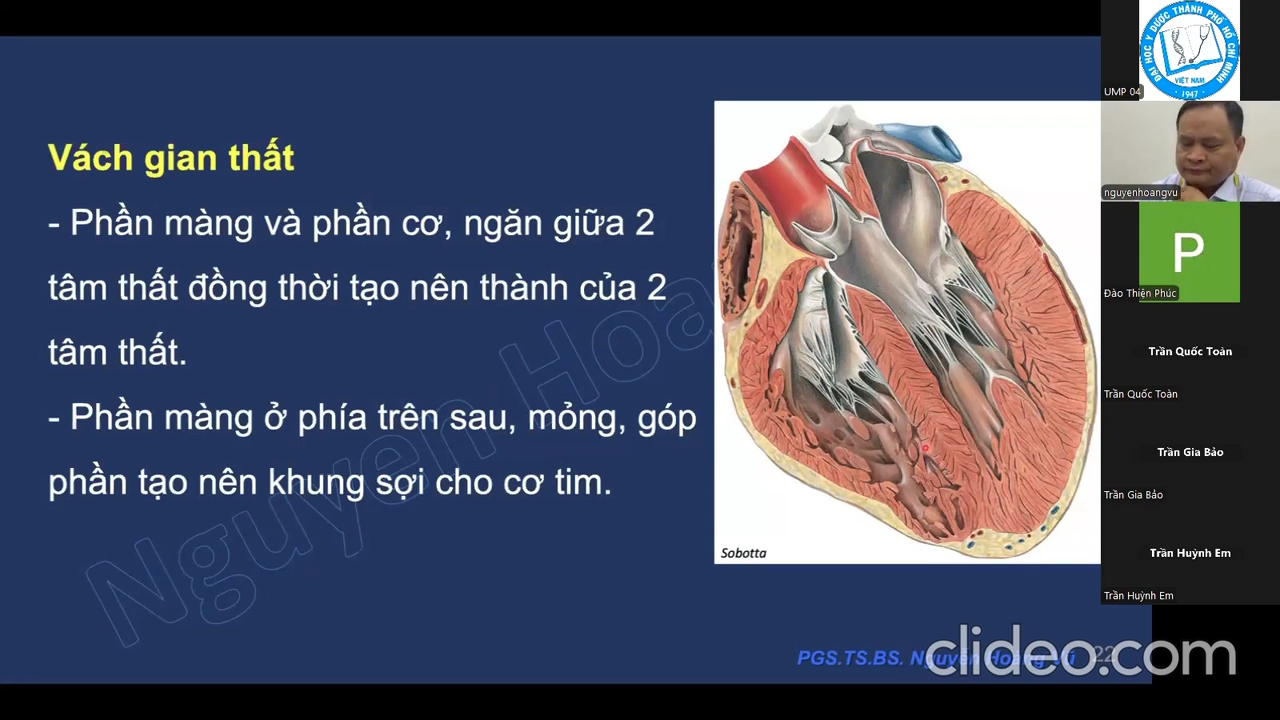 Vách gian thất
- Phần màng và phần cơ, ngăn giữa 2
tâm thất đồng thời tạo nên thành của 2
tâm thất.
- Phần màng ở phía trên sau, mỏng, góp
phần tạo nên khung sợi cho cơ tim.
Nguyen Hoa
Sobotta
PGS.TS.BS. Nguyễn Hoàng Vũ
22
clideo.com
ĐẠI HỌC Y DƯỢC THÀNH PHỐ HỒ CHÍ MINH
VIỆT NAM
1947
UMP 04
nguyenhoangvu
P
Đào Thiện Phúc
Trần Quốc Toàn
Trần Quốc Toàn
Trần Gia Bảo
Trần Gia Bảo
Trần Huỳnh Em
Trần Huỳnh Em